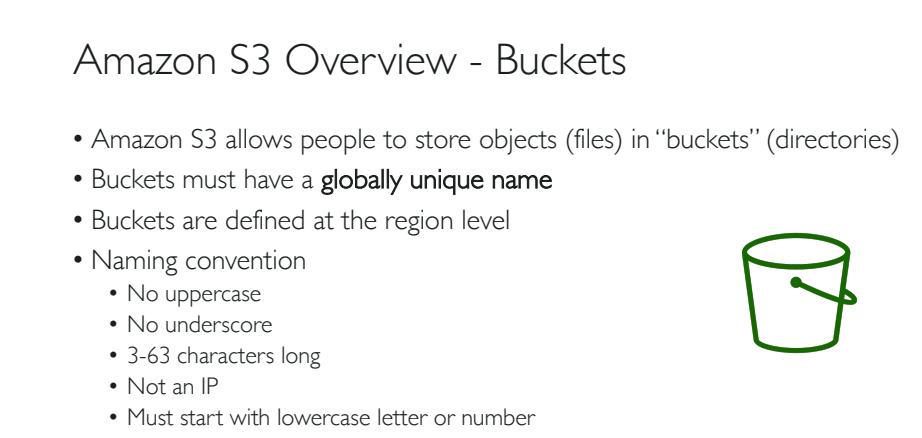 Amazon S3 Overview - Buckets
• Amazon S3 allows people to store objects (files) in “buckets” (directories)
• Buckets must have a globally unique name
• Buckets are defined at the region level
• Naming convention
• No uppercase
• No underscore
• 3-63 characters long
• Not an IP
• Must start with lowercase letter or number